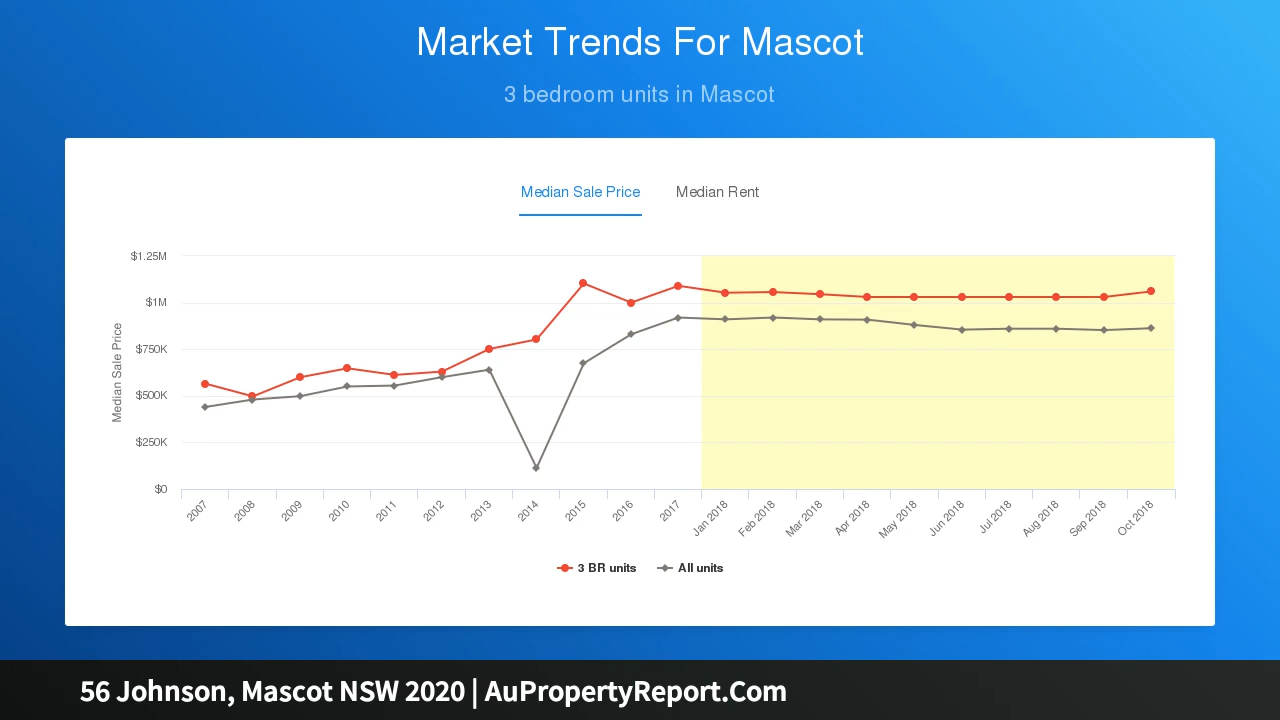 Market Trends For Mascot
3 bedroom units in Mascot
Median Sale Price Median Rent
$1.25M
$1M
$750K
$500K
$250K
$0
Median Sale Price
2007 2008 2009 2010 2011 2012 2013 2014 2015 2016 2017 Jan 2018 Feb 2018 Mar 2018 Apr 2018 May 2018 Jun 2018 Jul 2018 Aug 2018 Sep 2018 Oct 2018
3 BR units All units
56 Johnson, Mascot NSW 2020 | AuPropertyReport.Com